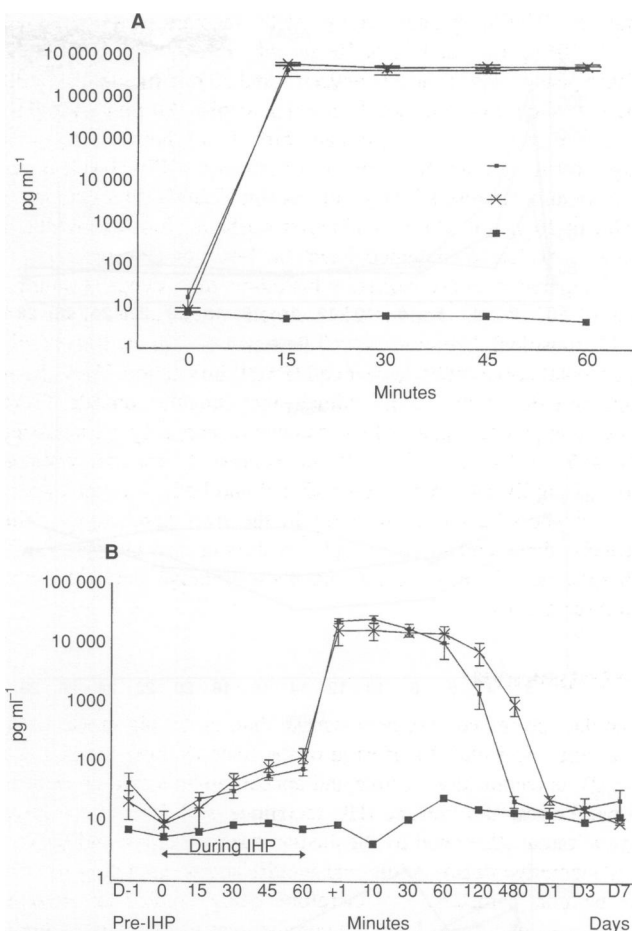 A
10 000 000
1 000 000
100 000
10 000
1000
100
10
1
pg ml⁻¹
0 15 30 45 60
Minutes
B
100 000
10 000
1000
100
10
1
pg ml⁻¹
During IHP
D-1 0 15 30 45 60 +1 10 30 60 120 480 D1 D3 D7
Pre-IHP Minutes Days